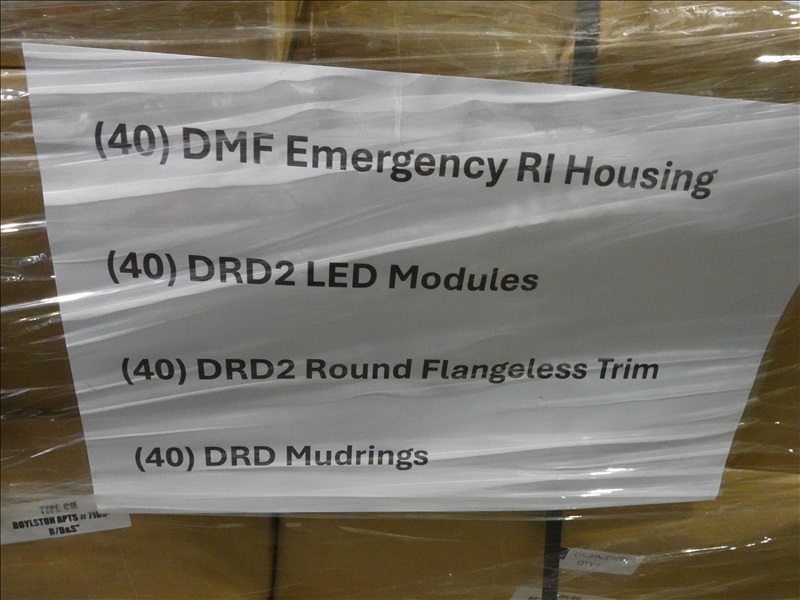 (40) DMF Emergency RI Housing
(40) DRD2 LED Modules
(40) DRD2 Round Flangeless Trim
(40) DRD Mudrings
BOYLSTON APTS